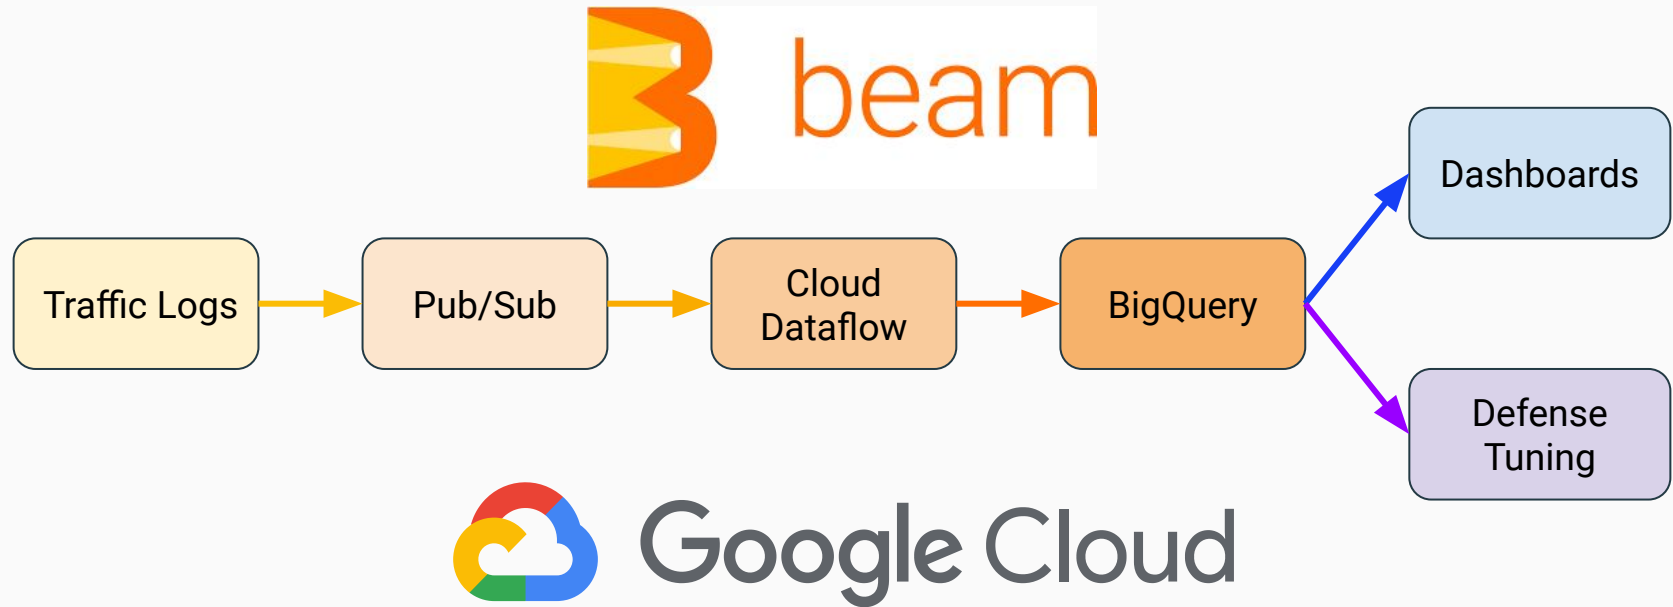 beam
Dashboards
Traffic Logs
Pub/Sub
Cloud
Dataflow
BigQuery
Defense
Tuning
Google Cloud